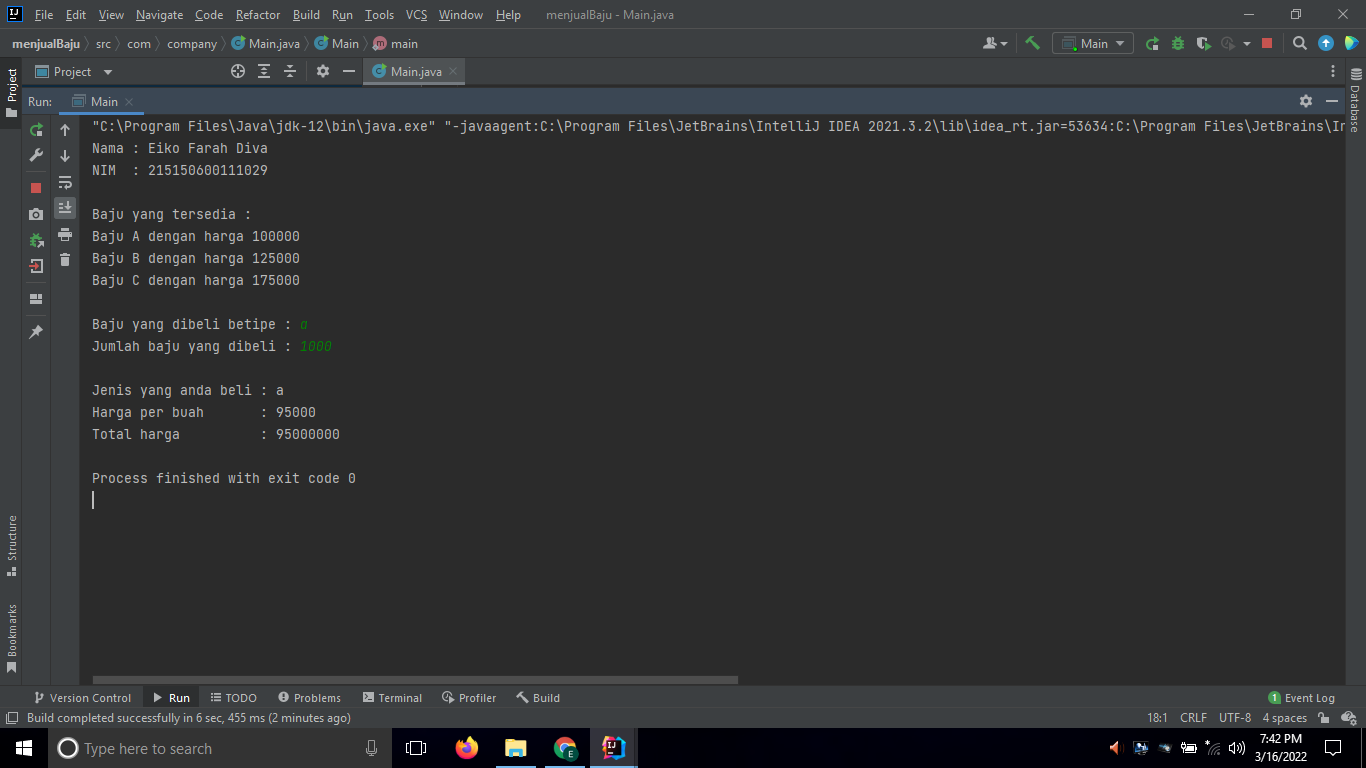 File Edit View Navigate Code Refactor Build Run Tools VCS Window Help menjualBaju - Main.java
menjualBaju src com company Main.java Main main Main
Project Main.java
Run: Main
"C:\Program Files\Java\jdk-12\bin\java.exe" "-javaagent:C:\Program Files\JetBrains\IntelliJ IDEA 2021.3.2\lib\idea_rt.jar=53634:C:\Program Files\JetBrains\In
Nama : Eiko Farah Diva
NIM  : 215150600111029
Baju yang tersedia :
Baju A dengan harga 100000
Baju B dengan harga 125000
Baju C dengan harga 175000
Baju yang dibeli betipe : a
Jumlah baju yang dibeli : 1000
Jenis yang anda beli : a
Harga per buah       : 95000
Total harga          : 95000000
Process finished with exit code 0
Project
Structure
Bookmarks
Database
Version Control Run TODO Problems Terminal Profiler Build 1 Event Log
Build completed successfully in 6 sec, 455 ms (2 minutes ago) 18:1 CRLF UTF-8 4 spaces
Type here to search 7:42 PM
3/16/2022